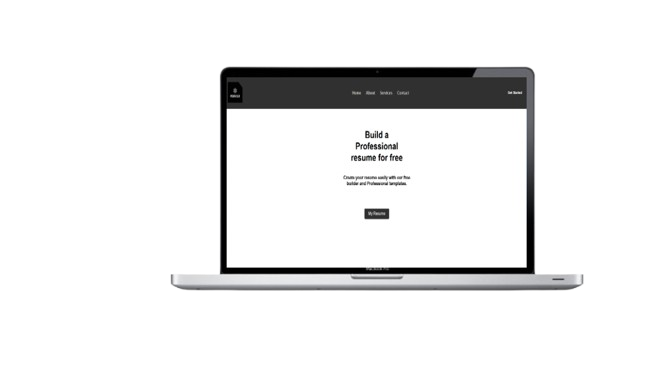 Home About Services Contact
Get Started
Build a
Professional
resume for free
Create your resume easily with our free
builder and Professional templates.
My Resume
MacBook Pro